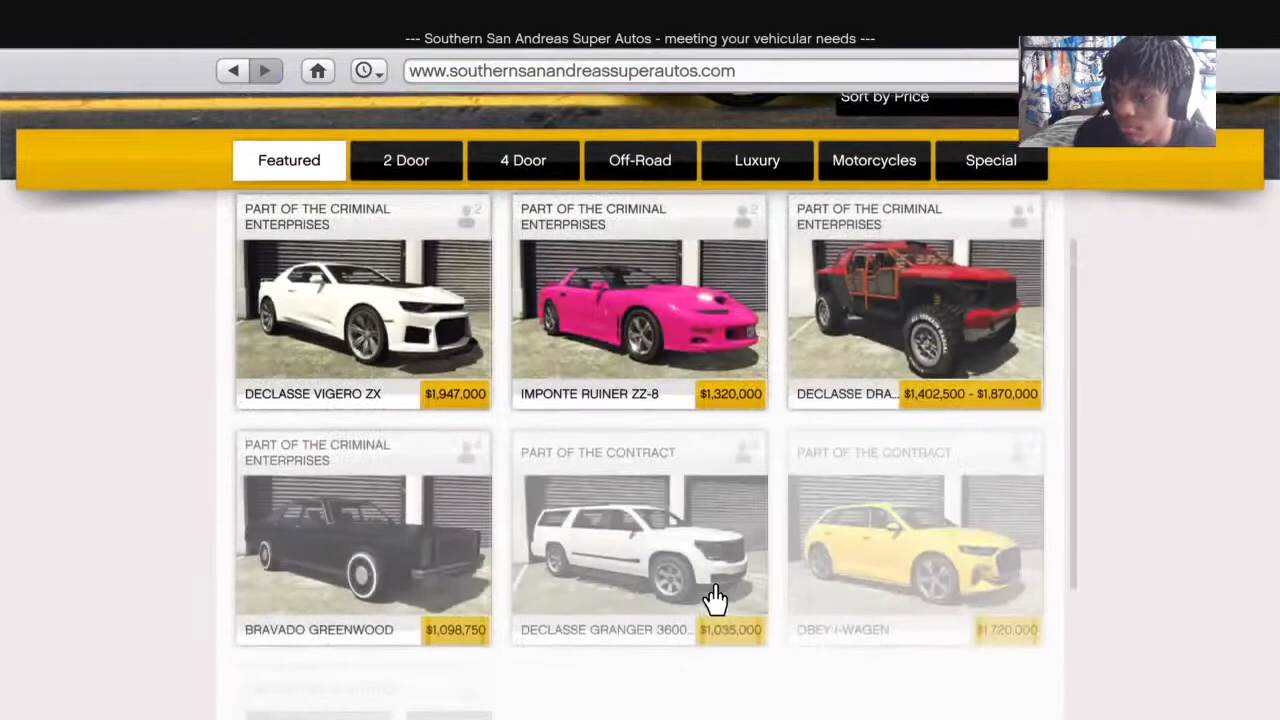 --- Southern San Andreas Super Autos - meeting your vehicular needs ---
www.southernsanandreassuperautos.com
Sort by Price
Featured
2 Door
4 Door
Off-Road
Luxury
Motorcycles
Special
PART OF THE CRIMINAL
ENTERPRISES
2
PART OF THE CRIMINAL
ENTERPRISES
2
PART OF THE CRIMINAL
ENTERPRISES
4
DECLASSE VIGERO ZX
$1,947,000
IMPONTE RUINER ZZ-8
$1,320,000
DECLASSE DRA...
$1,402,500 - $1,870,000
PART OF THE CRIMINAL
ENTERPRISES
4
PART OF THE CONTRACT
PART OF THE CONTRACT
BRAVADO GREENWOOD
$1,098,750
DECLASSE GRANGER 3600...
$1,035,000
OBEY I-WAGEN
$1,720,000